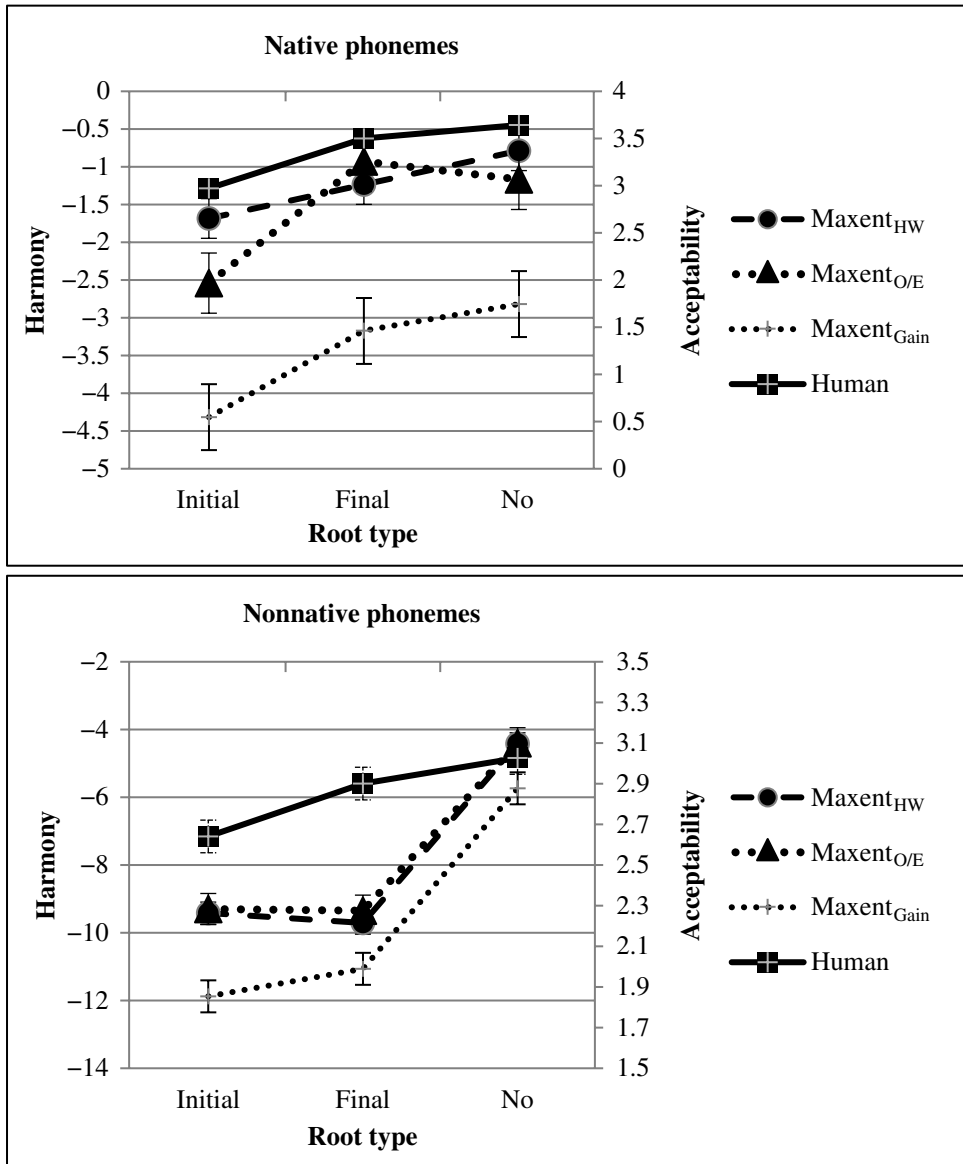 Native phonemes
0
−0.5
−1
−1.5
−2
−2.5
−3
−3.5
−4
−4.5
−5
Harmony
4
3.5
3
2.5
2
1.5
1
0.5
0
Acceptability
Initial Final No
Root type
Maxent_HW
Maxent_O/E
Maxent_Gain
Human
Nonnative phonemes
−2
−4
−6
−8
−10
−12
−14
Harmony
3.5
3.3
3.1
2.9
2.7
2.5
2.3
2.1
1.9
1.7
1.5
Acceptability
Initial Final No
Root type
Maxent_HW
Maxent_O/E
Maxent_Gain
Human